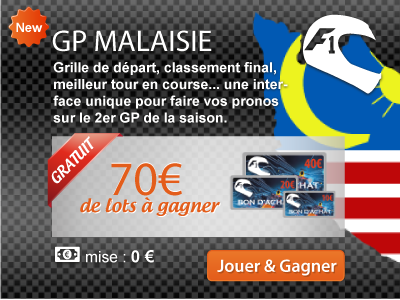 New
GP MALAISIE
F1
Grille de départ, classement final,
meilleur tour en course... une inter-
face unique pour faire vos pronos
sur le 2er GP de la saison.
GRATUIT
70€
de lots à gagner
40€
20€
BON D'ACHAT
mise : 0 €
Jouer & Gagner